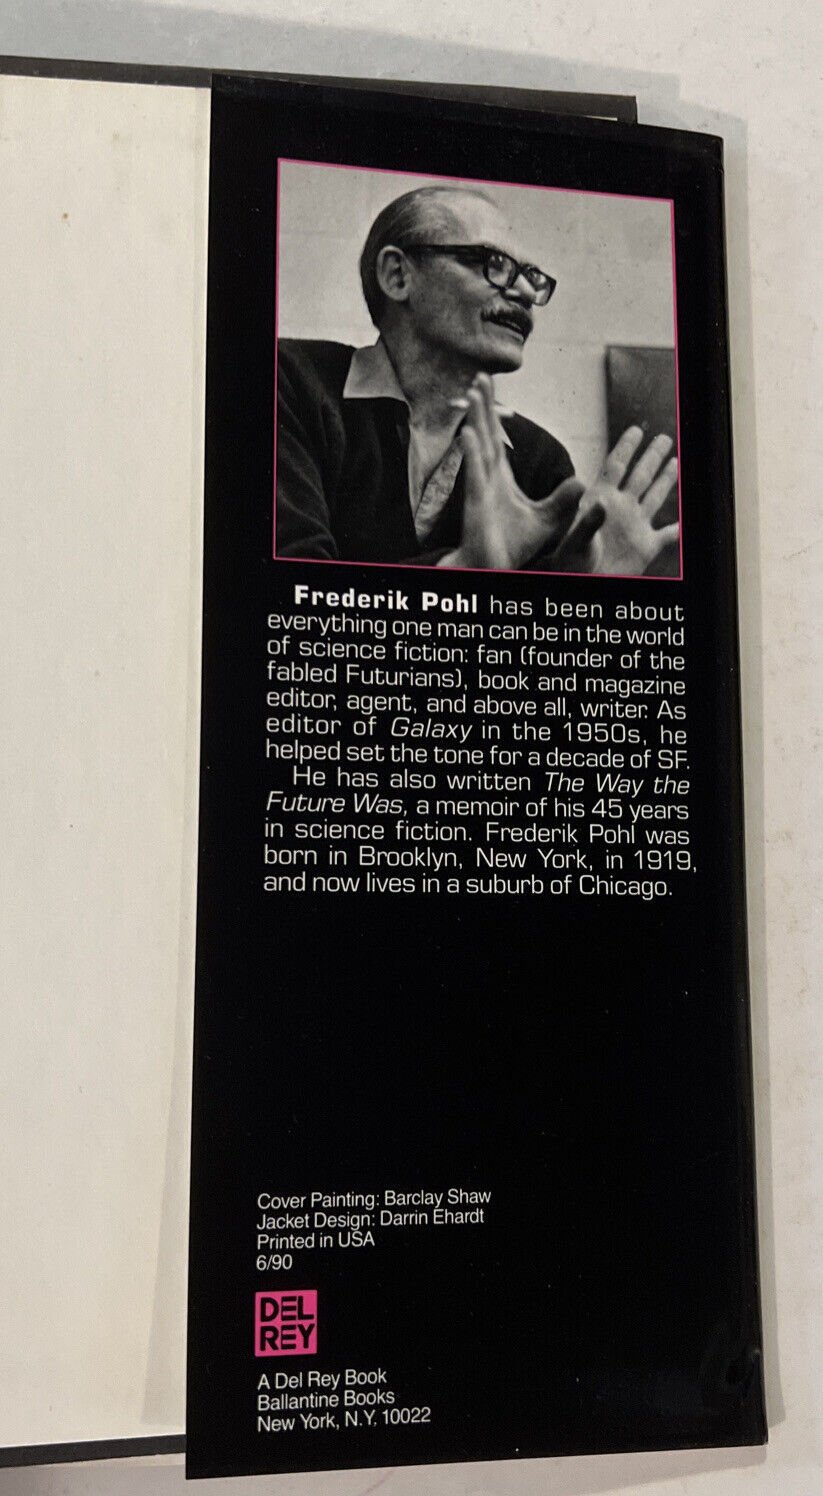 Frederik Pohl has been about
everything one man can be in the world
of science fiction: fan (founder of the
fabled Futurians), book and magazine
editor, agent, and above all, writer. As
editor of Galaxy in the 1950s, he
helped set the tone for a decade of SF.
He has also written The Way the
Future Was, a memoir of his 45 years
in science fiction. Frederik Pohl was
born in Brooklyn, New York, in 1919,
and now lives in a suburb of Chicago.
Cover Painting: Barclay Shaw
Jacket Design: Darrin Ehardt
Printed in USA
6/90
DEL
REY
A Del Rey Book
Ballantine Books
New York, N.Y. 10022